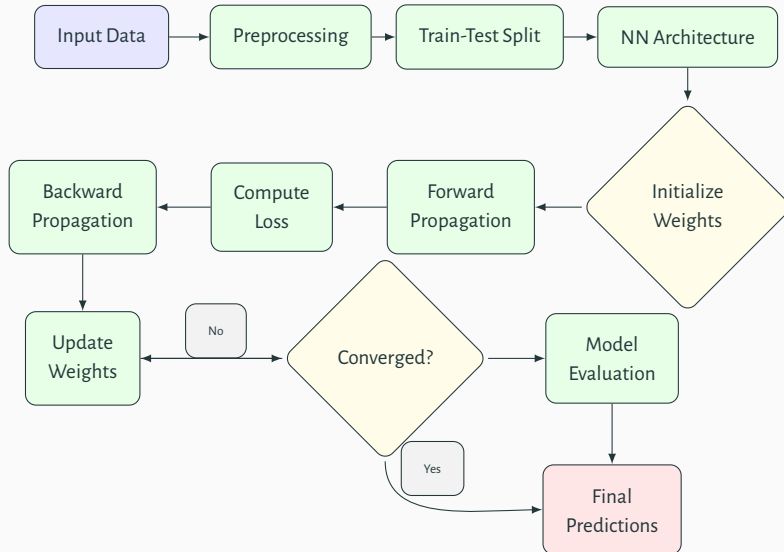 Input Data
Preprocessing
Train-Test Split
NN Architecture
Initialize
Weights
Forward
Propagation
Compute
Loss
Backward
Propagation
Update
Weights
No
Converged?
Model
Evaluation
Yes
Final
Predictions